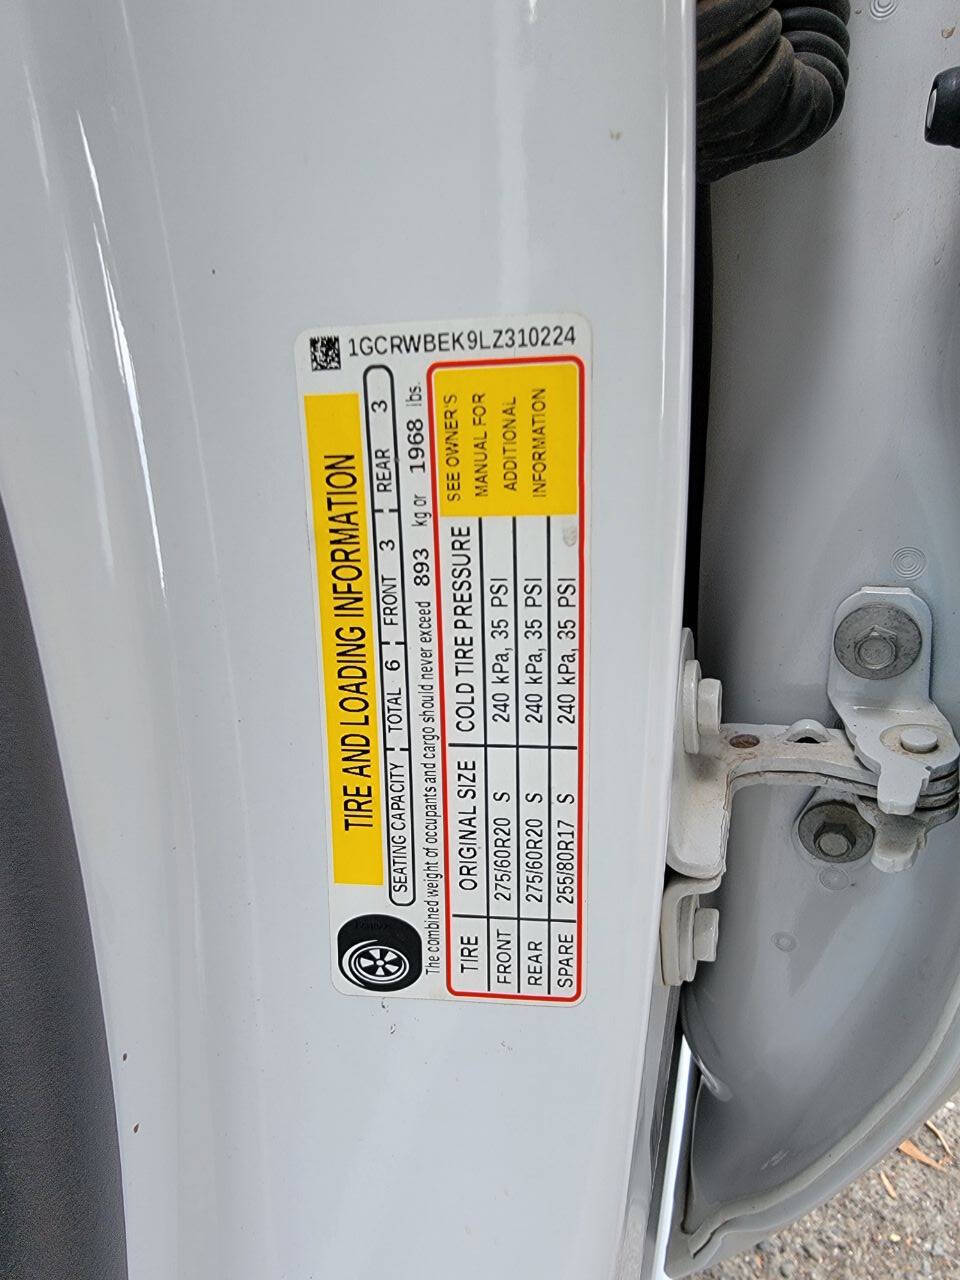 1GCRWBEK9LZ310224
TIRE AND LOADING INFORMATION
SEATING CAPACITY TOTAL 6 FRONT 3 REAR 3
The combined weight of occupants and cargo should never exceed 893 kg or 1968 lbs.
TIRE ORIGINAL SIZE COLD TIRE PRESSURE
FRONT 275/60R20 S 240 kPa, 35 PSI
REAR 275/60R20 S 240 kPa, 35 PSI
SPARE 255/80R17 S 240 kPa, 35 PSI
SEE OWNER'S
MANUAL FOR
ADDITIONAL
INFORMATION